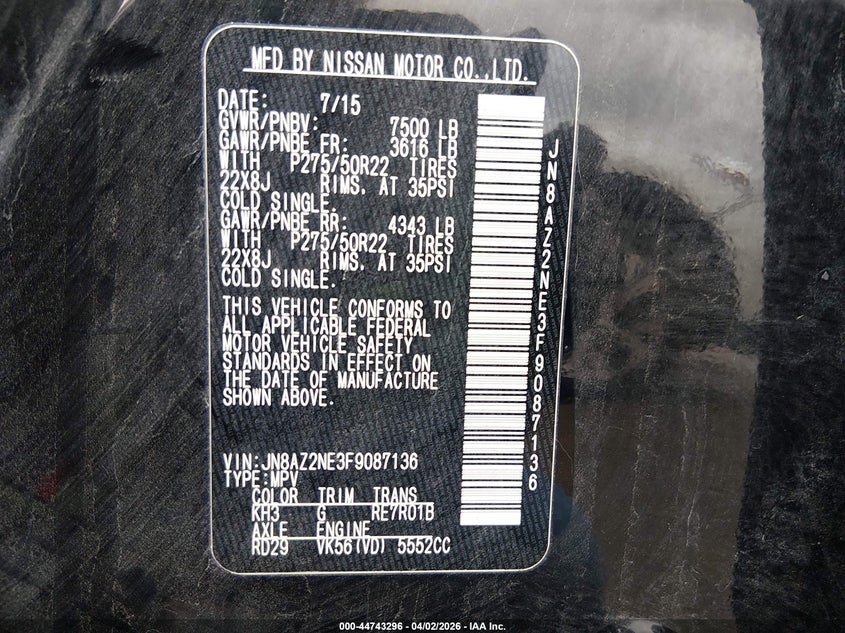 MFD BY NISSAN MOTOR CO.,LTD.
DATE: 7/15
GVWR/PNBV: 7500 LB
GAWR/PNBE FR: 3616 LB
WITH P275/50R22 TIRES
22X8J RIMS. AT 35PSI
COLD SINGLE.
GAWR/PNBE RR: 4343 LB
WITH P275/50R22 TIRES
22X8J RIMS. AT 35PSI
COLD SINGLE.
THIS VEHICLE CONFORMS TO
ALL APPLICABLE FEDERAL
MOTOR VEHICLE SAFETY
STANDARDS IN EFFECT ON
THE DATE OF MANUFACTURE
SHOWN ABOVE.
VIN:JN8AZ2NE3F9087136
TYPE:MPV
COLOR TRIM TRANS
KH3 G RE7R01B
AXLE ENGINE
RD29 VK56(VD) 5552CC
JN8AZ2NE3F9087136
000-44743296 - 04/02/2026 - IAA Inc.